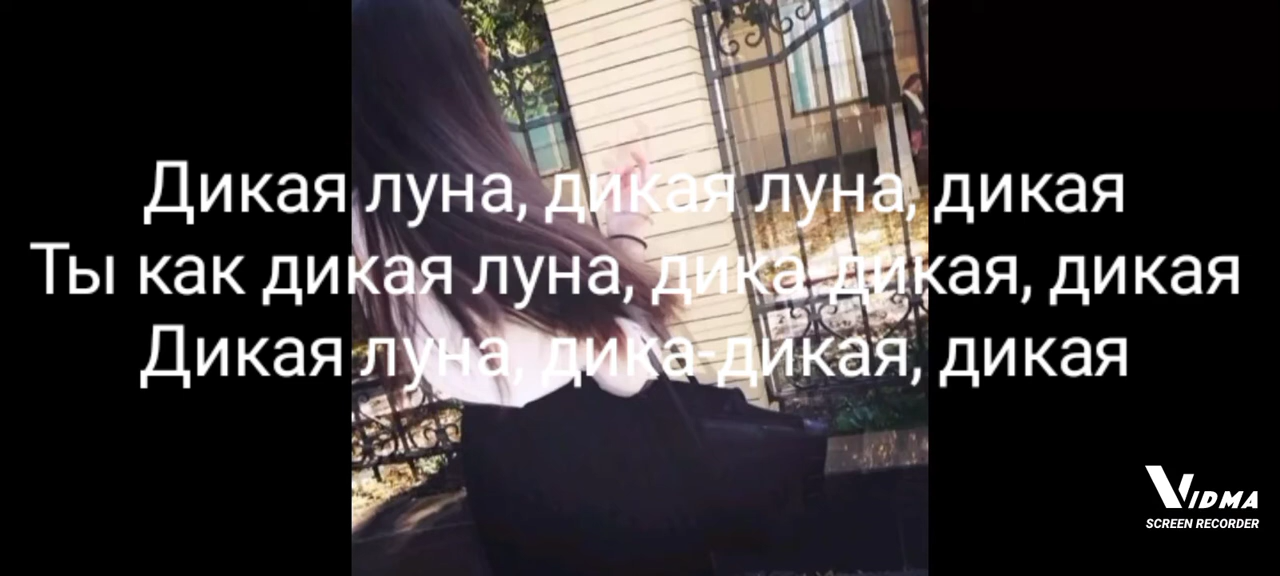 Дикая луна, дикая луна, дикая
Ты как дикая луна, дика-дикая, дикая
Дикая луна, дика-дикая, дикая
VIDMA
SCREEN RECORDER